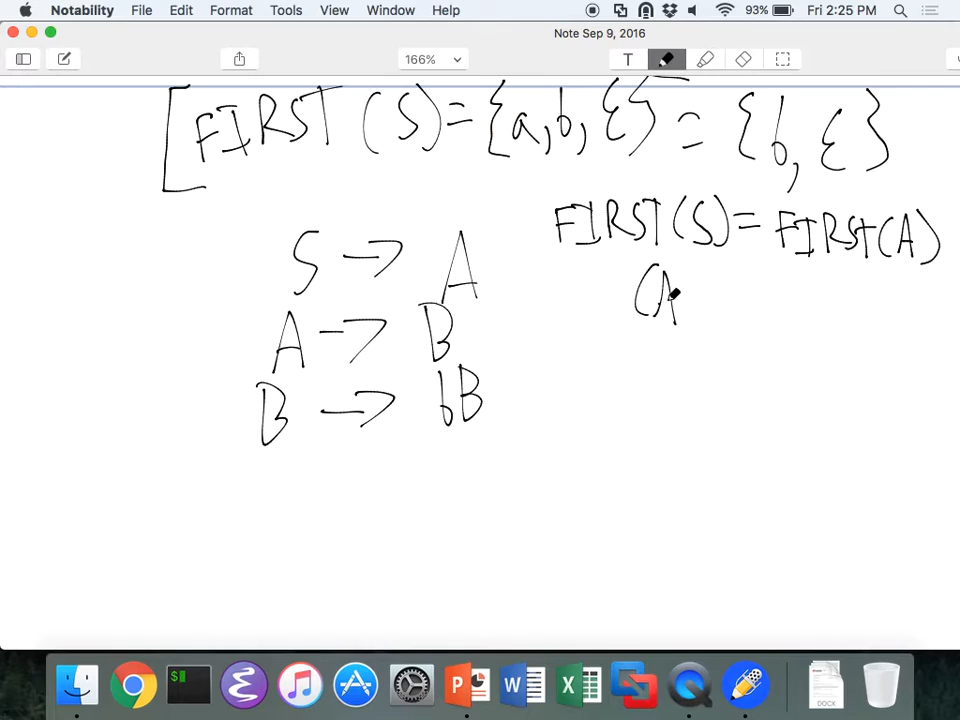 Notability File Edit Format Tools View Window Help 93% Fri 2:25 PM
Note Sep 9, 2016
166% T
[FIRST(S)={a,b,ε} = {b,ε}
FIRST(S)=FIRST(A)
S → A
(A
A → B
B → bB
$
P W X
DOCX